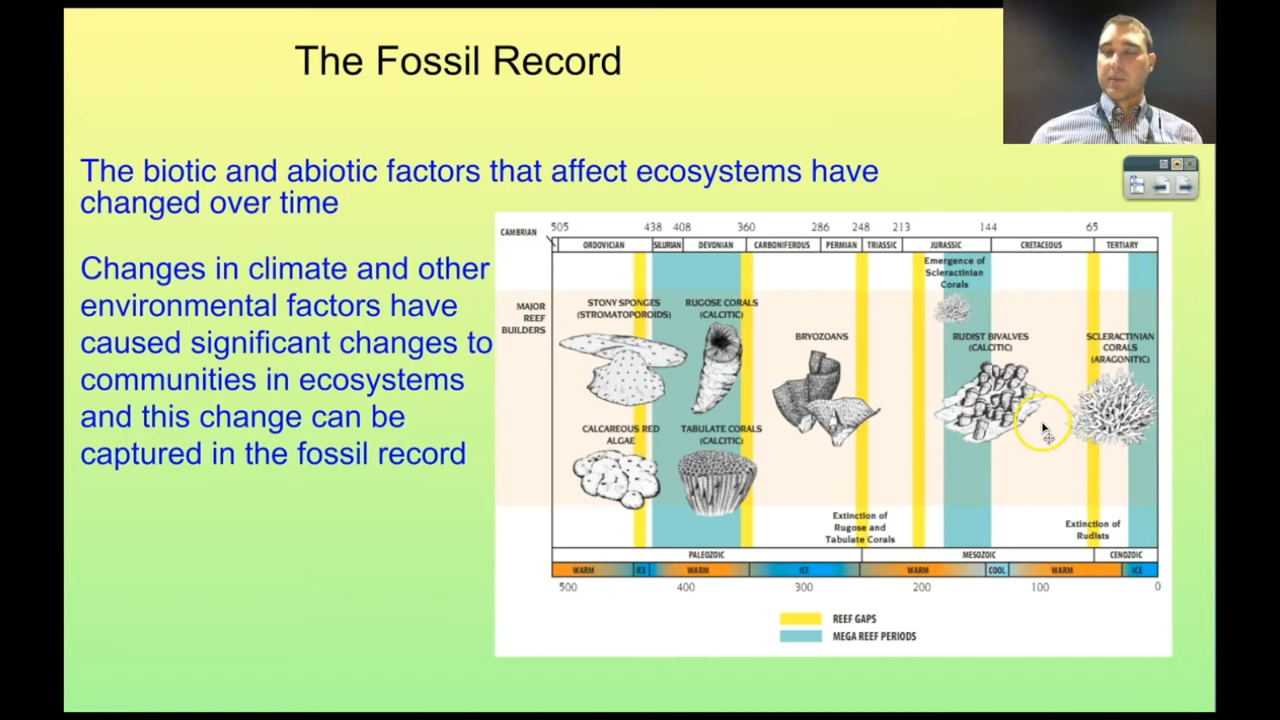 The Fossil Record
The biotic and abiotic factors that affect ecosystems have
changed over time
Changes in climate and other
environmental factors have
caused significant changes to
communities in ecosystems
and this change can be
captured in the fossil record
CAMBRIAN 505 438 408 360 286 248 213 144 65
ORDOVICIAN SILURIAN DEVONIAN CARBONIFEROUS PERMIAN TRIASSIC JURASSIC CRETACEOUS TERTIARY
Emergence of
Scleractinian
Corals
MAJOR
REEF
BUILDERS
STONY SPONGES
(STROMATOPOROIDS)
RUGOSE CORALS
(CALCITIC)
BRYOZOANS
RUDIST BIVALVES
(CALCITIC)
SCLERACTINIAN
CORALS
(ARAGONITIC)
CALCAREOUS RED
ALGAE
TABULATE CORALS
(CALCITIC)
Extinction of
Rugose and
Tabulate Corals
Extinction of
Rudists
PALEOZOIC MESOZOIC CENOZOIC
WARM ICE WARM ICE WARM COOL WARM ICE
500 400 300 200 100 0
REEF GAPS
MEGA REEF PERIODS